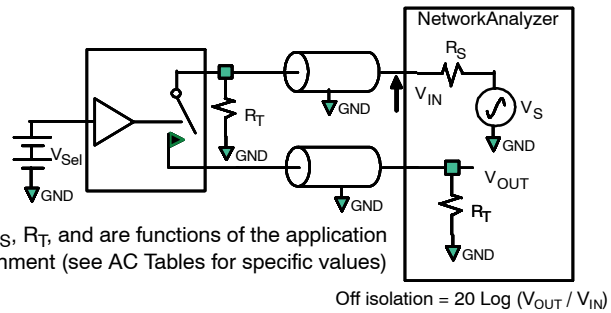 NetworkAnalyzer
R_S
V_IN
V_S
GND
GND
R_T
GND
V_Sel
GND
V_OUT
GND
R_T
GND
S, R_T, and are functions of the application
nment (see AC Tables for specific values)
Off isolation = 20 Log (V_OUT / V_IN)